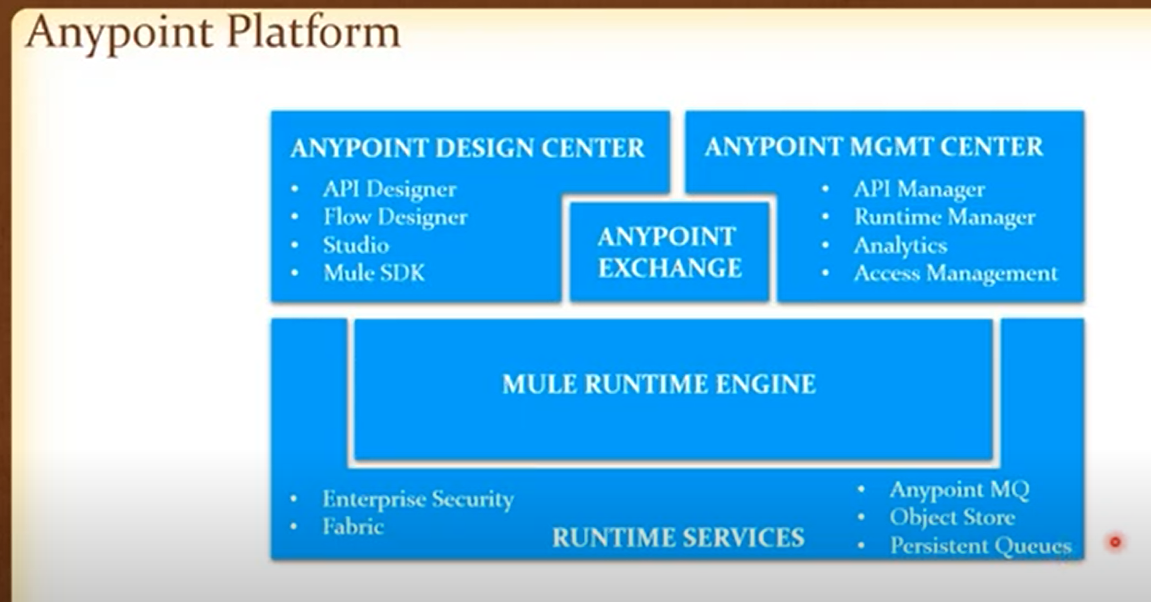 Anypoint Platform
ANYPOINT DESIGN CENTER
• API Designer
• Flow Designer
• Studio
• Mule SDK
ANYPOINT
EXCHANGE
ANYPOINT MGMT CENTER
• API Manager
• Runtime Manager
• Analytics
• Access Management
MULE RUNTIME ENGINE
• Enterprise Security
• Fabric
RUNTIME SERVICES
• Anypoint MQ
• Object Store
• Persistent Queues